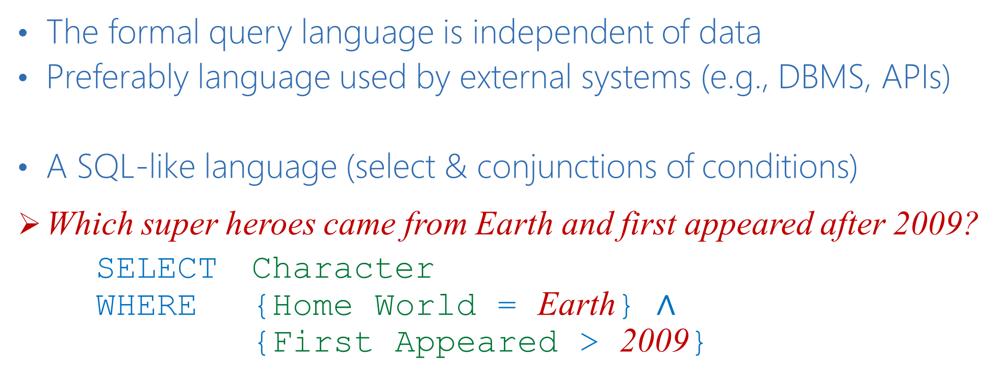 • The formal query language is independent of data
• Preferably language used by external systems (e.g., DBMS, APIs)
• A SQL-like language (select & conjunctions of conditions)
➢ Which super heroes came from Earth and first appeared after 2009?
SELECT Character
WHERE {Home World = Earth} ∧
{First Appeared > 2009}